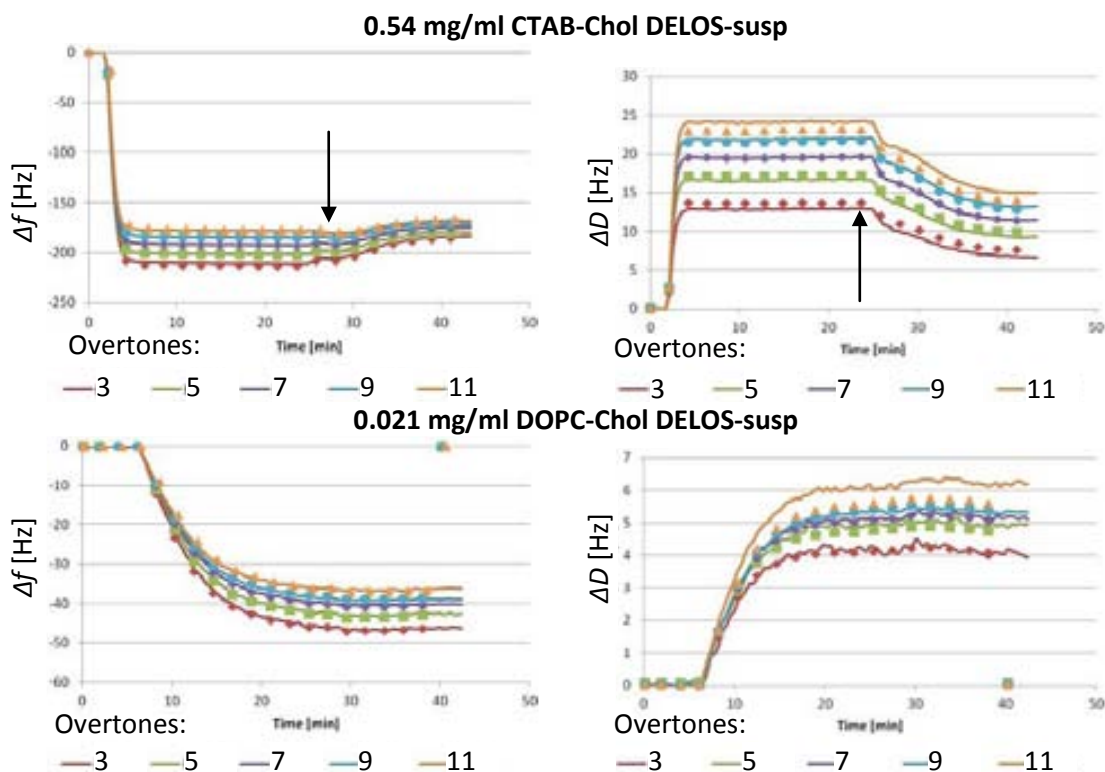 0.54 mg/ml CTAB-Chol DELOS-susp
Δf [Hz]
0
-50
-100
-150
-200
-250
0 10 20 30 40 50
Time [min]
Overtones:
3 5 7 9 11
ΔD [Hz]
30
25
20
15
10
5
0
0 10 20 30 40 50
Time [min]
Overtones:
3 5 7 9 11
0.021 mg/ml DOPC-Chol DELOS-susp
Δf [Hz]
0
-10
-20
-30
-40
-50
-60
0 10 20 30 40 50
Time [min]
Overtones:
3 5 7 9 11
ΔD [Hz]
7
6
5
4
3
2
1
0
0 10 20 30 40 50
Time [min]
Overtones:
3 5 7 9 11